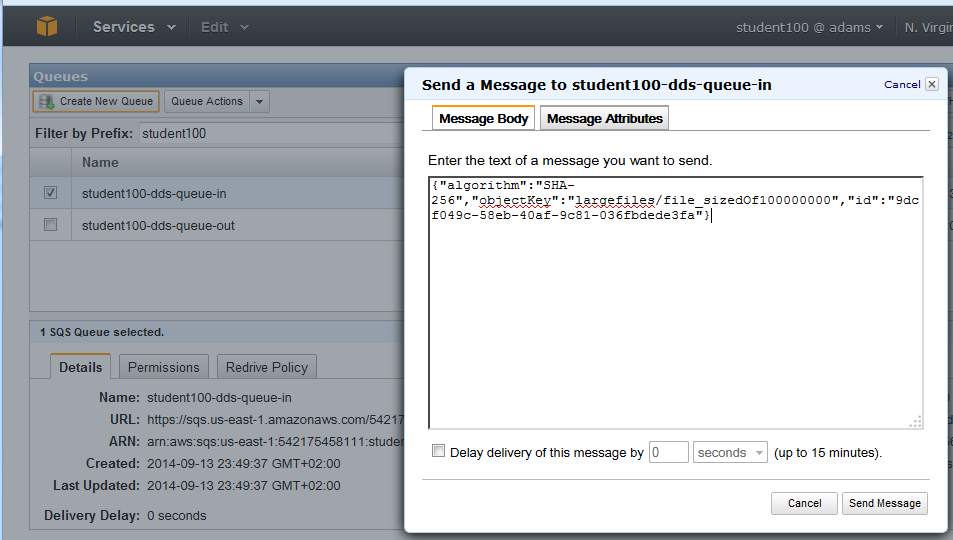 Services
Edit
student100 @ adams
N. Virgi
Queues
Create New Queue
Queue Actions
Filter by Prefix: student100
Name
student100-dds-queue-in
student100-dds-queue-out
1 SQS Queue selected.
Details
Permissions
Redrive Policy
Name: student100-dds-queue-in
URL: https://sqs.us-east-1.amazonaws.com/54217
ARN: arn:aws:sqs:us-east-1:542175458111:studen
Created: 2014-09-13 23:49:37 GMT+02:00
Last Updated: 2014-09-13 23:49:37 GMT+02:00
Delivery Delay: 0 seconds
Send a Message to student100-dds-queue-in
Cancel
Message Body
Message Attributes
Enter the text of a message you want to send.
{"algorithm":"SHA-
256","objectKey":"largefiles/file_sizedOf100000000","id":"9dc
f049c-58eb-40af-9c81-036fbdede3fa"}
Delay delivery of this message by 0 seconds (up to 15 minutes).
Cancel
Send Message